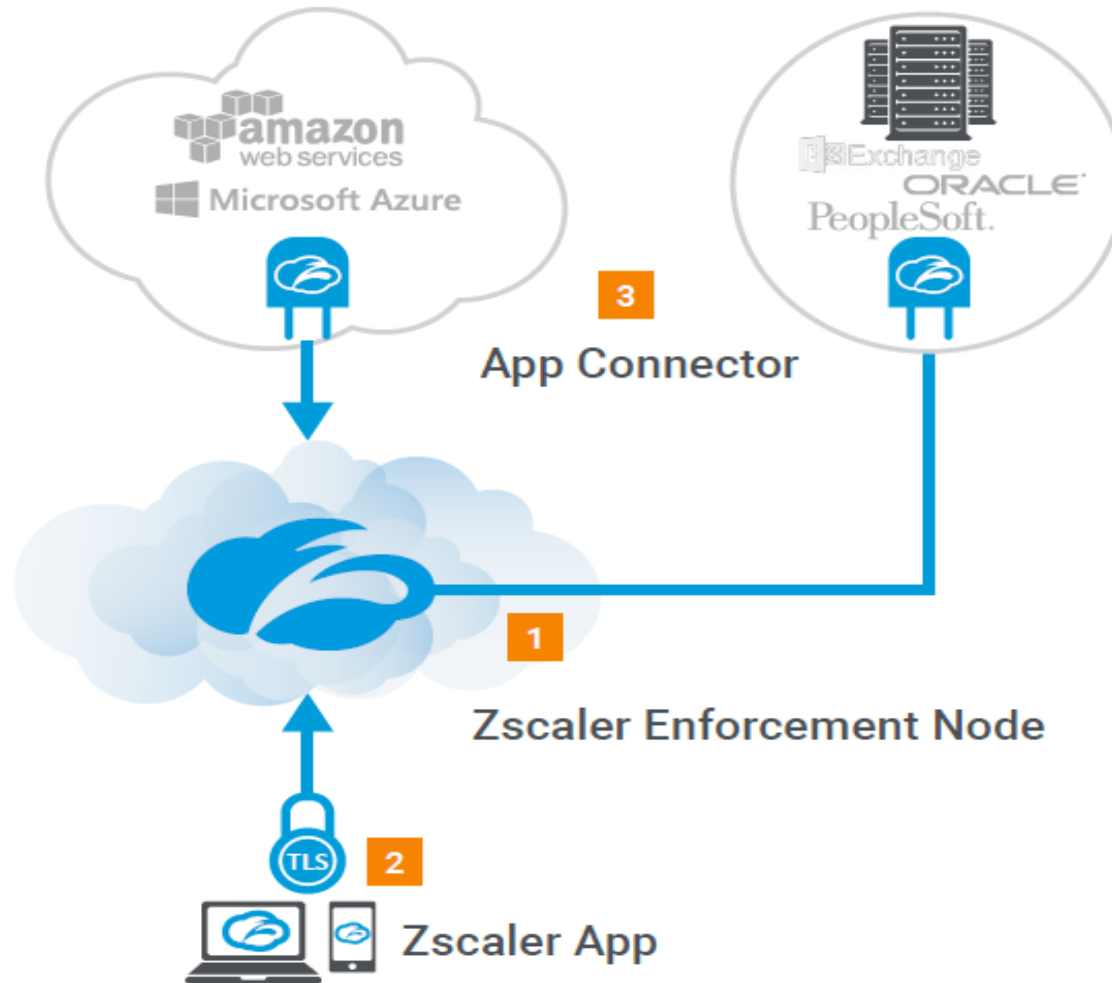 amazon
web services
Microsoft Azure
Exchange
ORACLE
PeopleSoft.
3
App Connector
1
Zscaler Enforcement Node
TLS
2
Zscaler App